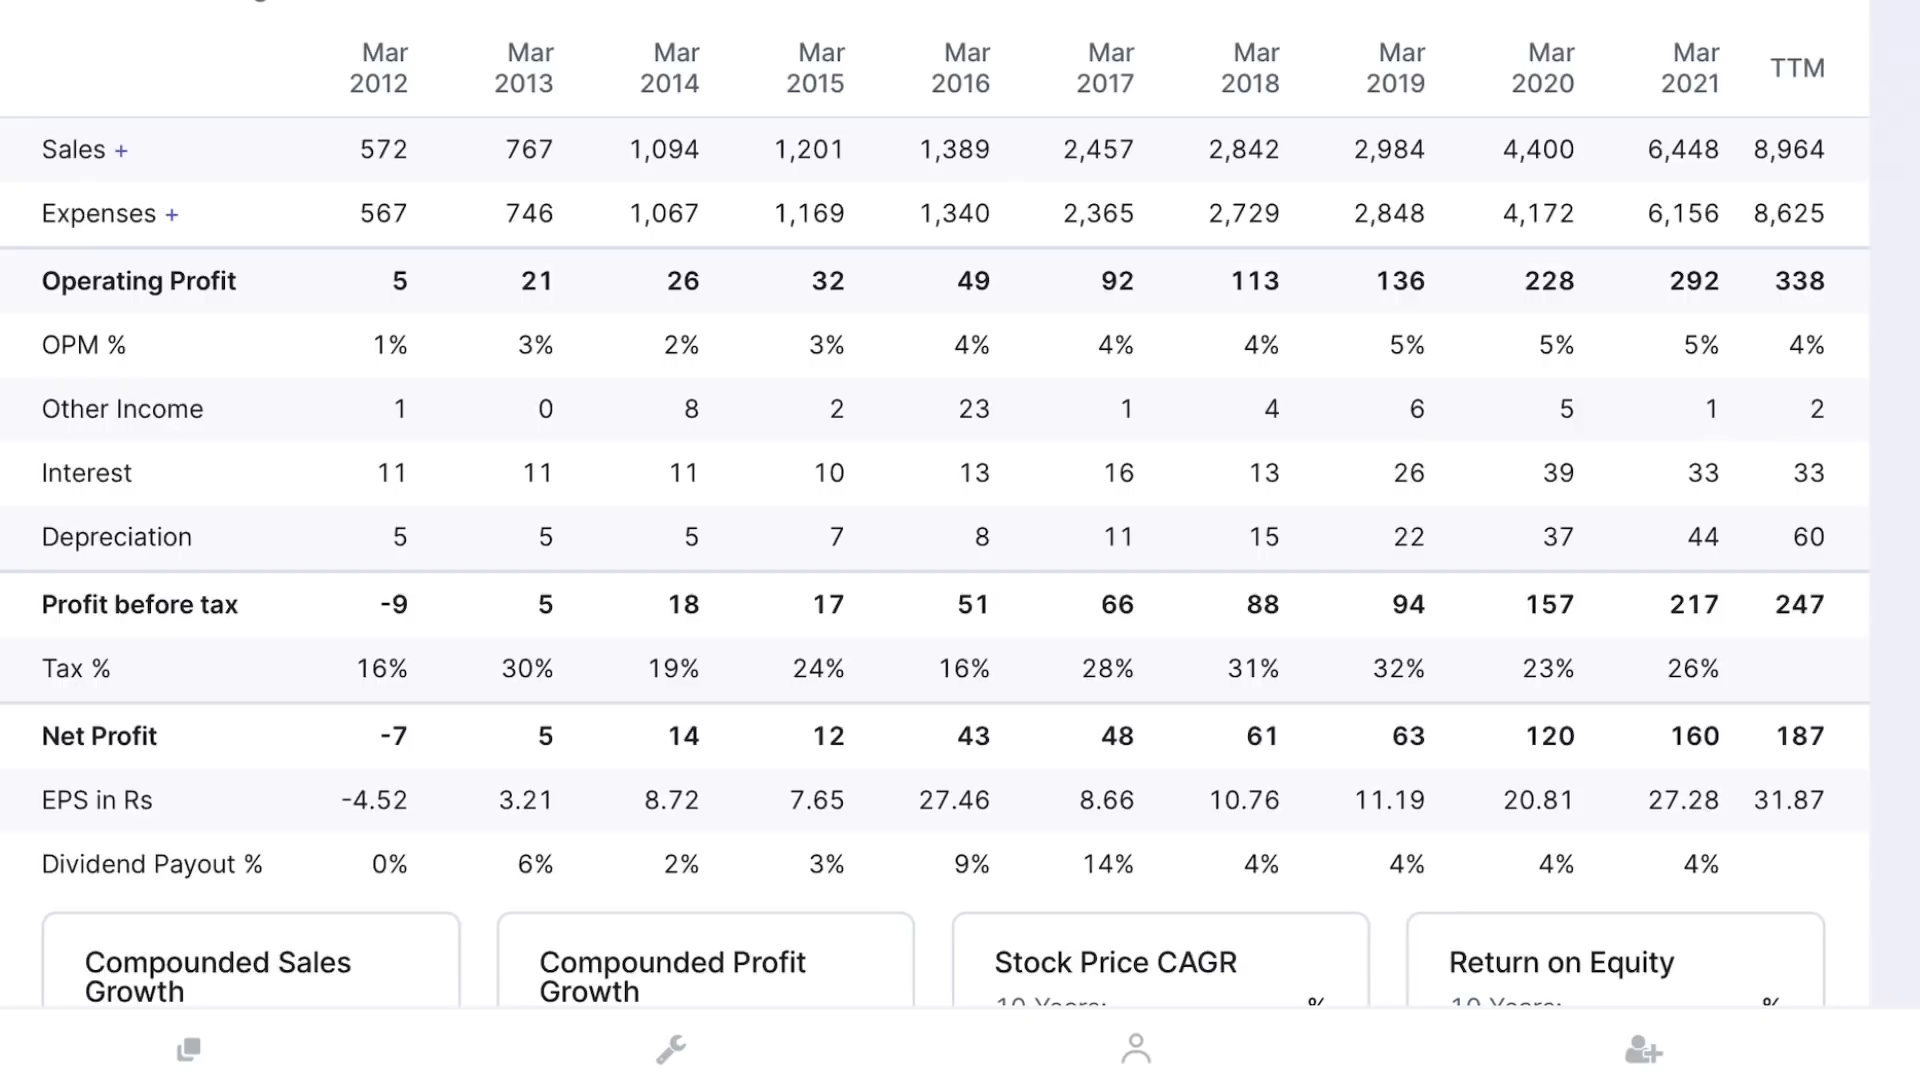 Mar 2012 Mar 2013 Mar 2014 Mar 2015 Mar 2016 Mar 2017 Mar 2018 Mar 2019 Mar 2020 Mar 2021 TTM
Sales + 572 767 1,094 1,201 1,389 2,457 2,842 2,984 4,400 6,448 8,964
Expenses + 567 746 1,067 1,169 1,340 2,365 2,729 2,848 4,172 6,156 8,625
Operating Profit 5 21 26 32 49 92 113 136 228 292 338
OPM % 1% 3% 2% 3% 4% 4% 4% 5% 5% 5% 4%
Other Income 1 0 8 2 23 1 4 6 5 1 2
Interest 11 11 11 10 13 16 13 26 39 33 33
Depreciation 5 5 5 7 8 11 15 22 37 44 60
Profit before tax -9 5 18 17 51 66 88 94 157 217 247
Tax % 16% 30% 19% 24% 16% 28% 31% 32% 23% 26%
Net Profit -7 5 14 12 43 48 61 63 120 160 187
EPS in Rs -4.52 3.21 8.72 7.65 27.46 8.66 10.76 11.19 20.81 27.28 31.87
Dividend Payout % 0% 6% 2% 3% 9% 14% 4% 4% 4% 4%
Compounded Sales
Growth
Compounded Profit
Growth
Stock Price CAGR
10 Years: %
Return on Equity
10 Years: %